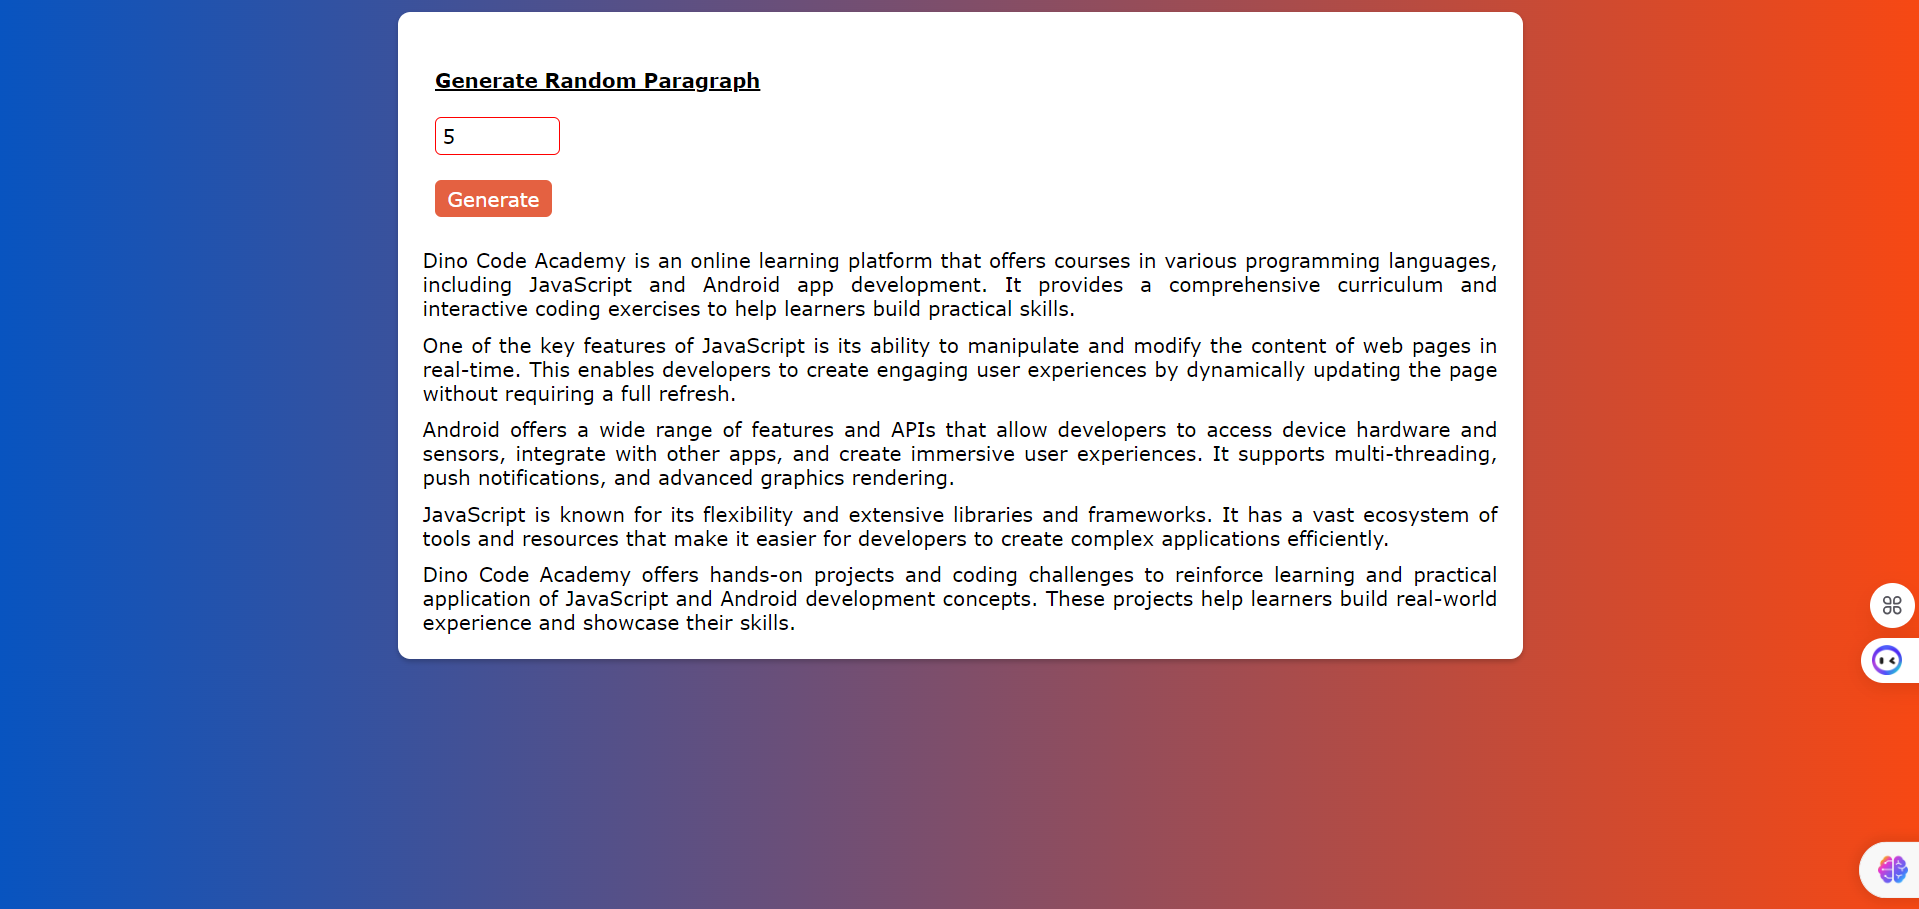 Generate Random Paragraph
5
Generate
Dino Code Academy is an online learning platform that offers courses in various programming languages,
including JavaScript and Android app development. It provides a comprehensive curriculum and
interactive coding exercises to help learners build practical skills.
One of the key features of JavaScript is its ability to manipulate and modify the content of web pages in
real-time. This enables developers to create engaging user experiences by dynamically updating the page
without requiring a full refresh.
Android offers a wide range of features and APIs that allow developers to access device hardware and
sensors, integrate with other apps, and create immersive user experiences. It supports multi-threading,
push notifications, and advanced graphics rendering.
JavaScript is known for its flexibility and extensive libraries and frameworks. It has a vast ecosystem of
tools and resources that make it easier for developers to create complex applications efficiently.
Dino Code Academy offers hands-on projects and coding challenges to reinforce learning and practical
application of JavaScript and Android development concepts. These projects help learners build real-world
experience and showcase their skills.